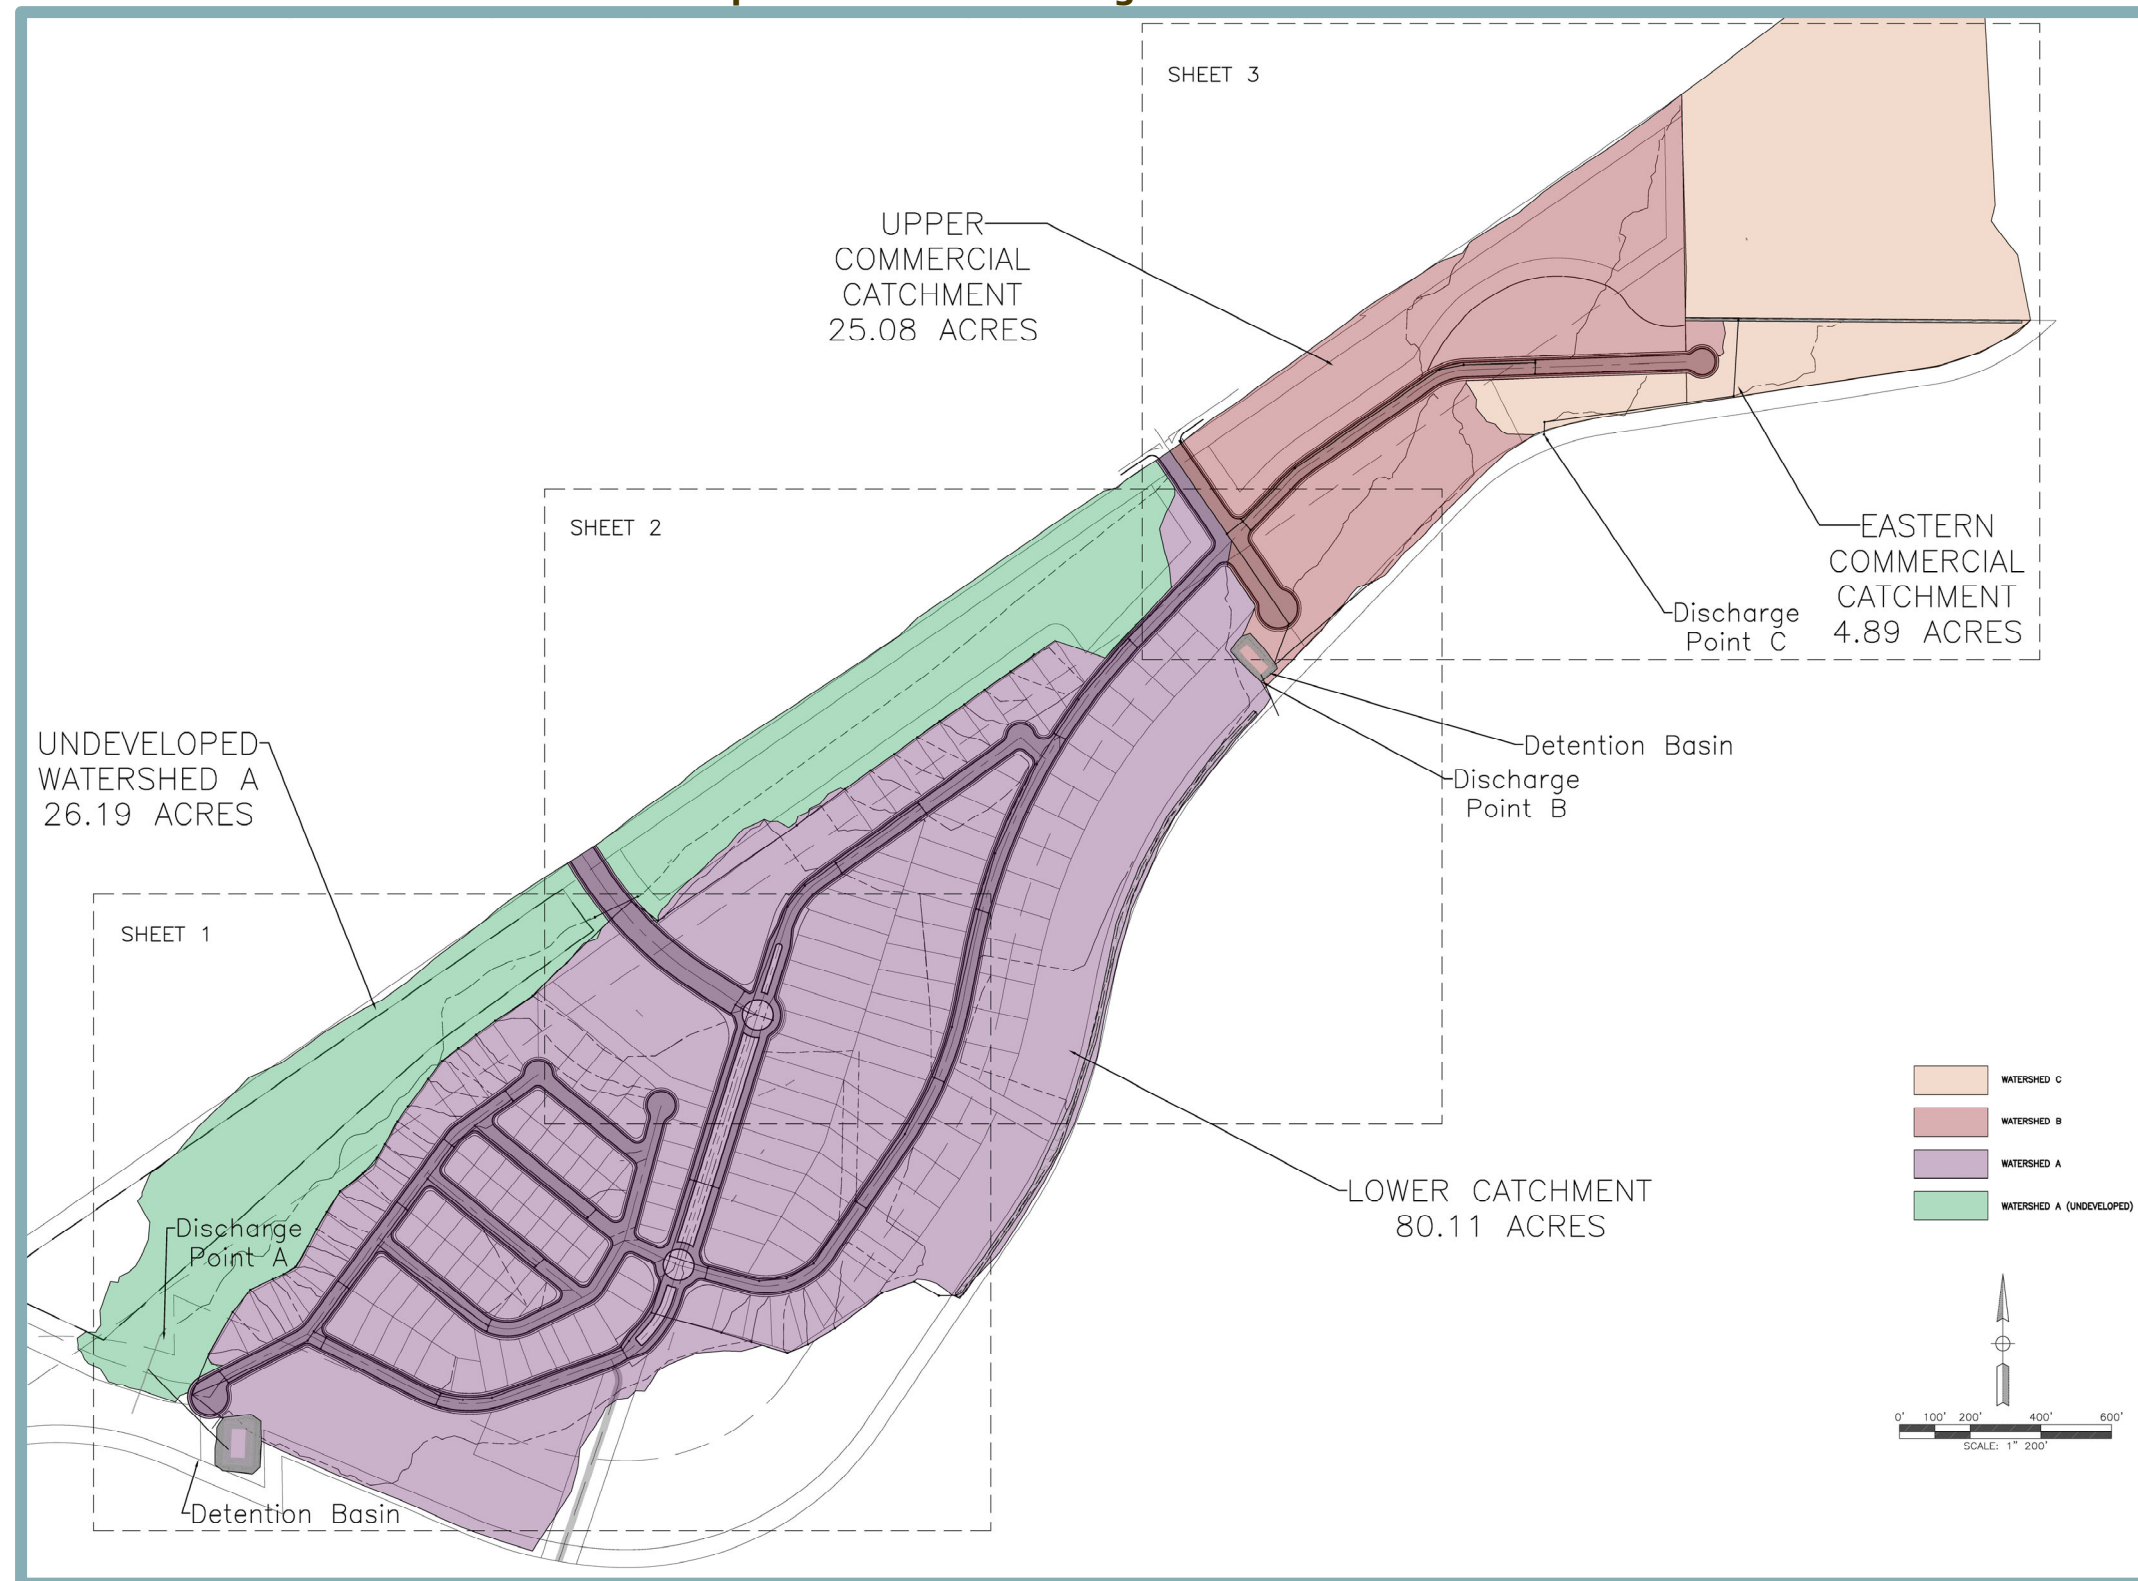 SHEET 3
UPPER
COMMERCIAL
CATCHMENT
25.08 ACRES
SHEET 2
EASTERN
COMMERCIAL
CATCHMENT
4.89 ACRES
Discharge
Point C
Detention Basin
Discharge
Point B
UNDEVELOPED
WATERSHED A
26.19 ACRES
SHEET 1
LOWER CATCHMENT
80.11 ACRES
Discharge
Point A
Detention Basin
WATERSHED C
WATERSHED B
WATERSHED A
WATERSHED A (UNDEVELOPED)
0' 100' 200' 400' 600'
SCALE: 1" 200'